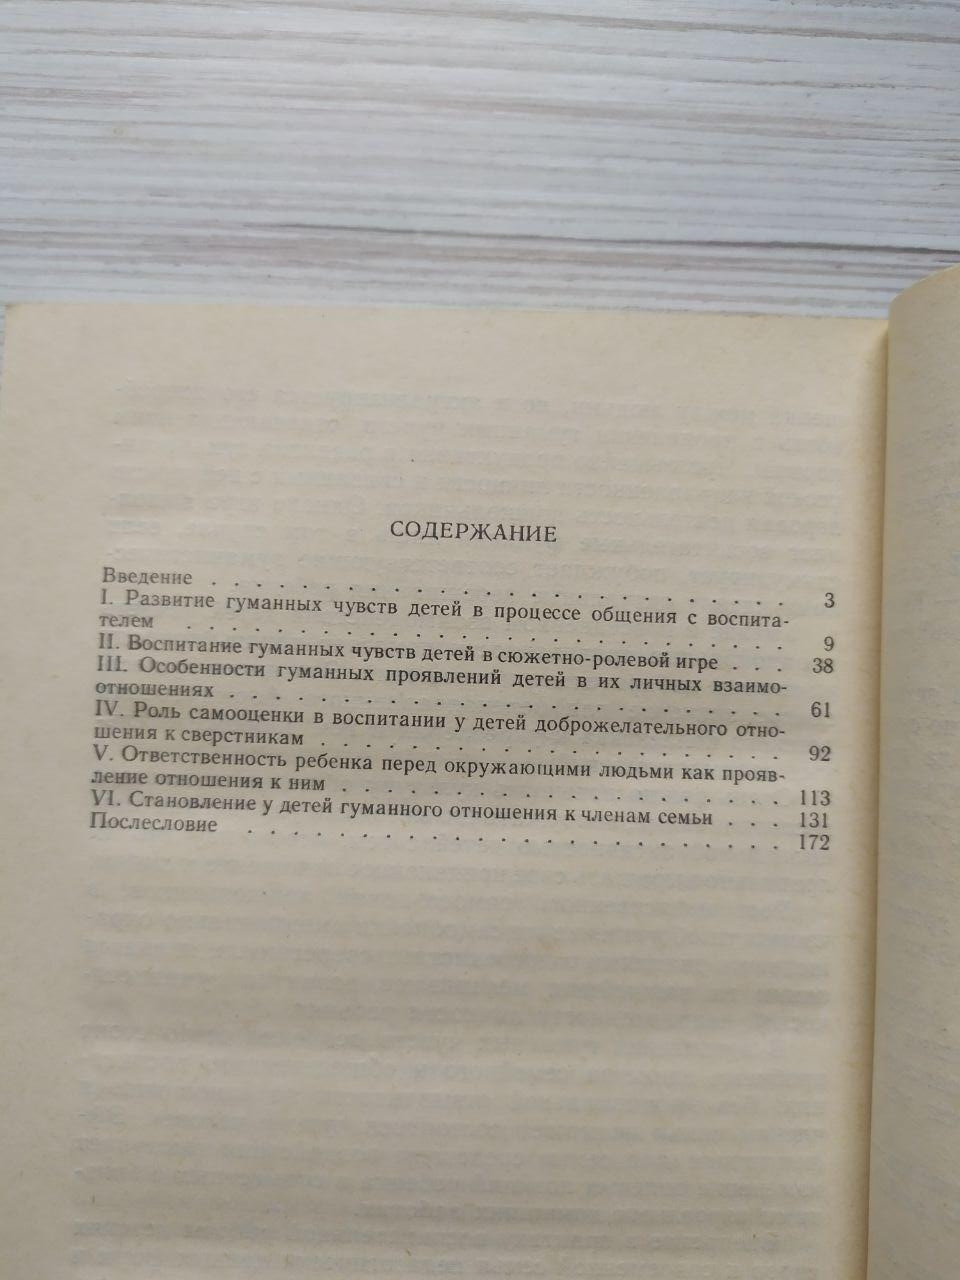 СОДЕРЖАНИЕ
Введение . . . . . . . . . . . . . . . . . . . . . . . . . . 3
I. Развитие гуманных чувств детей в процессе общения с воспита-
телем . . . . . . . . . . . . . . . . . . . . . . . . . . 9
II. Воспитание гуманных чувств детей в сюжетно-ролевой игре . . . 38
III. Особенности гуманных проявлений детей в их личных взаимо-
отношениях . . . . . . . . . . . . . . . . . . . . . . . . 61
IV. Роль самооценки в воспитании у детей доброжелательного отно-
шения к сверстникам . . . . . . . . . . . . . . . . . . . . 92
V. Ответственность ребенка перед окружающими людьми как прояв-
ление отношения к ним . . . . . . . . . . . . . . . . . . . 113
VI. Становление у детей гуманного отношения к членам семьи . . . 131
Послесловие . . . . . . . . . . . . . . . . . . . . . . . . 172